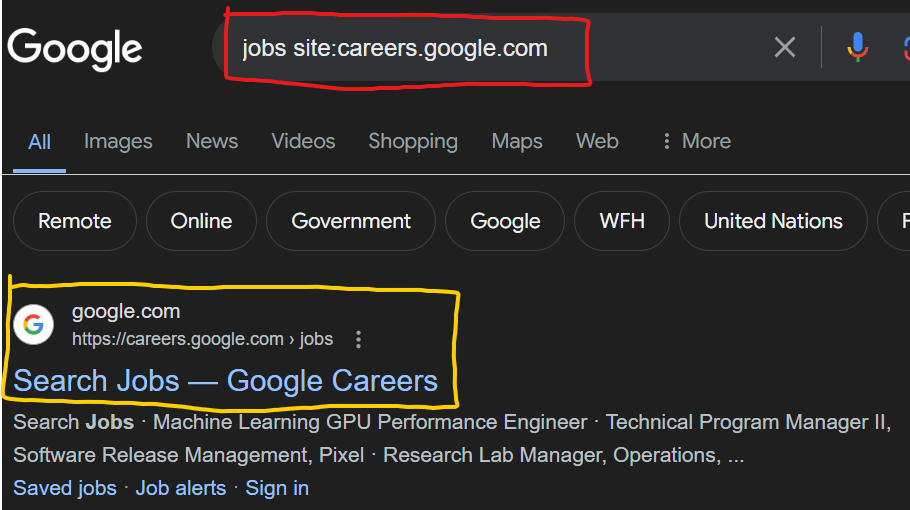 Google
jobs site:careers.google.com
All Images News Videos Shopping Maps Web More
Remote Online Government Google WFH United Nations
google.com
https://careers.google.com › jobs
Search Jobs — Google Careers
Search Jobs · Machine Learning GPU Performance Engineer · Technical Program Manager II,
Software Release Management, Pixel · Research Lab Manager, Operations, ...
Saved jobs · Job alerts · Sign in